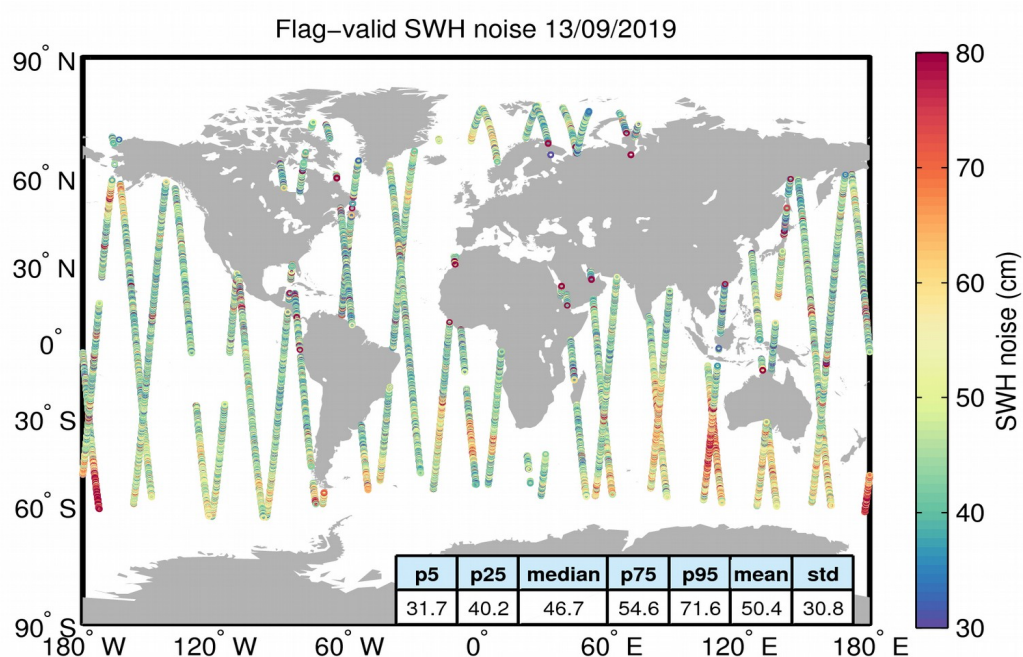 Flag−valid SWH noise 13/09/2019
90° N
60° N
30° N
0°
30° S
60° S
90° S
180° W
120° W
60° W
0°
60° E
120° E
180° E
80
70
60
50
40
30
SWH noise (cm)
p5 p25 median p75 p95 mean std
31.7 40.2 46.7 54.6 71.6 50.4 30.8